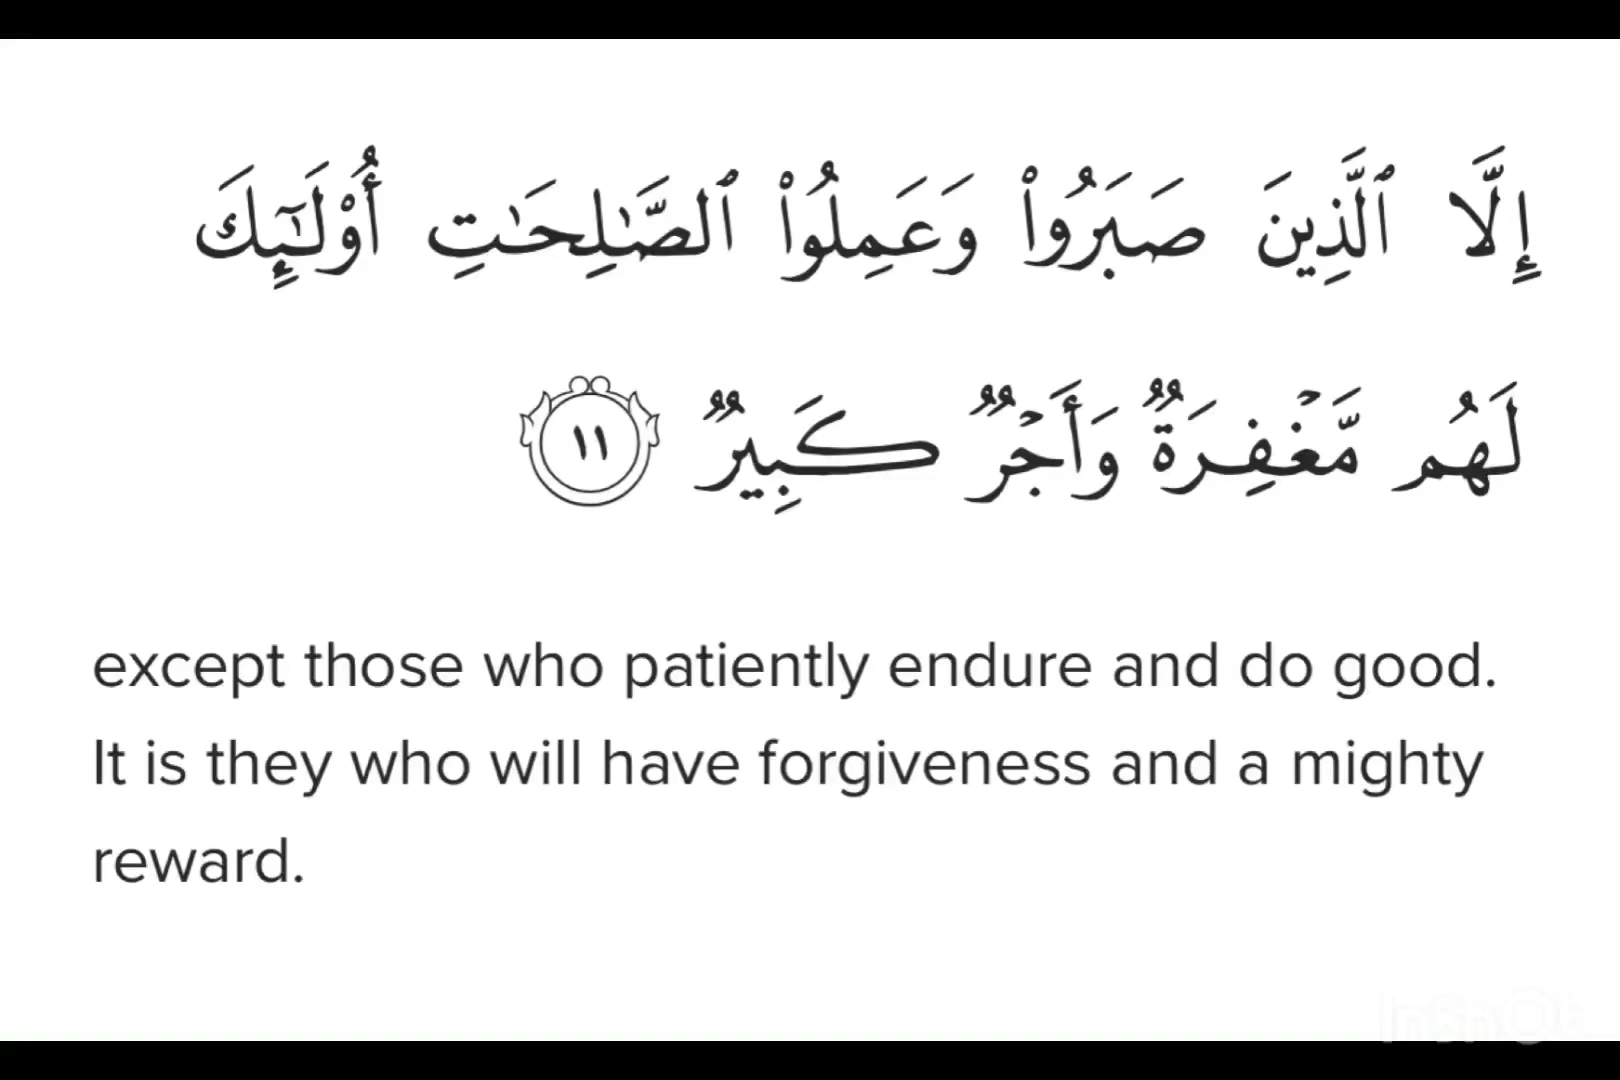 إِلَّا ٱلَّذِينَ صَبَرُوا۟ وَعَمِلُوا۟ ٱلصَّـٰلِحَـٰتِ أُو۟لَـٰٓئِكَ
لَهُم مَّغْفِرَةٌۭ وَأَجْرٌۭ كَبِيرٌۭ ١١
except those who patiently endure and do good.
It is they who will have forgiveness and a mighty
reward.
InShOt